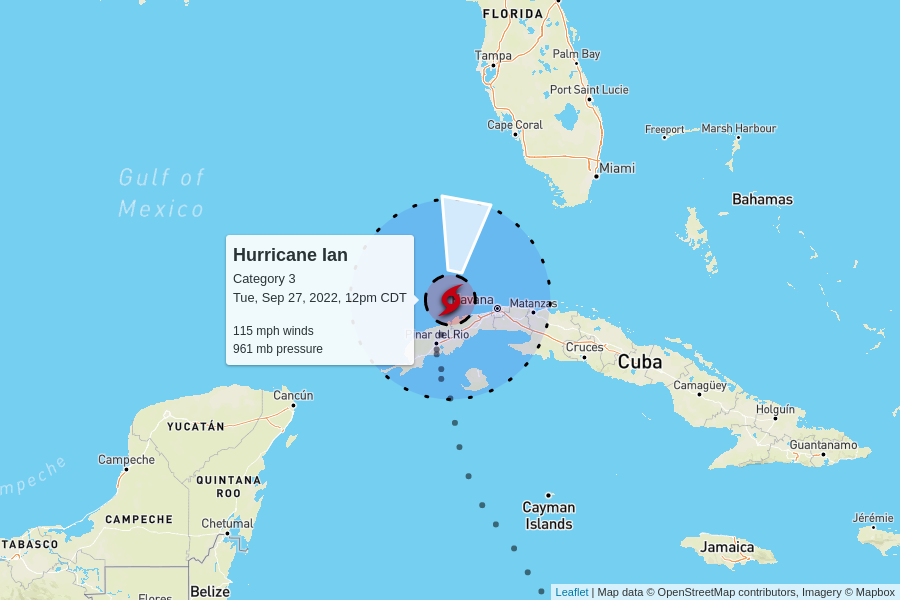 FLORIDA
Tampa
Palm Bay
Port Saint Lucie
Cape Coral
Freeport
Marsh Harbour
Miami
Gulf of
Mexico
Bahamas
Hurricane Ian
Category 3
Tue, Sep 27, 2022, 12pm CDT
115 mph winds
961 mb pressure
avana
Matanzas
inar del Rio
Cruces
Cuba
Camagüey
Holguín
Guantanamo
Cancún
YUCATÁN
Campeche
mpeche
QUINTANA
ROO
CAMPECHE
Chetumal
Cayman
Islands
TABASCO
Jamaica
Jérémie
Belize
Flores
Leaflet | Map data © OpenStreetMap contributors, Imagery © Mapbox